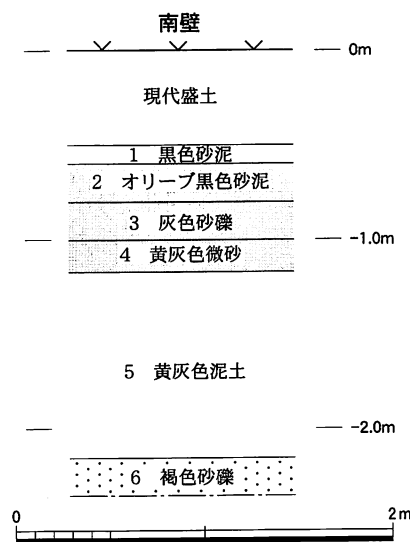 南壁
0m
現代盛土
1 黒色砂泥
2 オリーブ黒色砂泥
3 灰色砂礫
-1.0m
4 黄灰色微砂
5 黄灰色泥土
-2.0m
6 褐色砂礫
0 2m